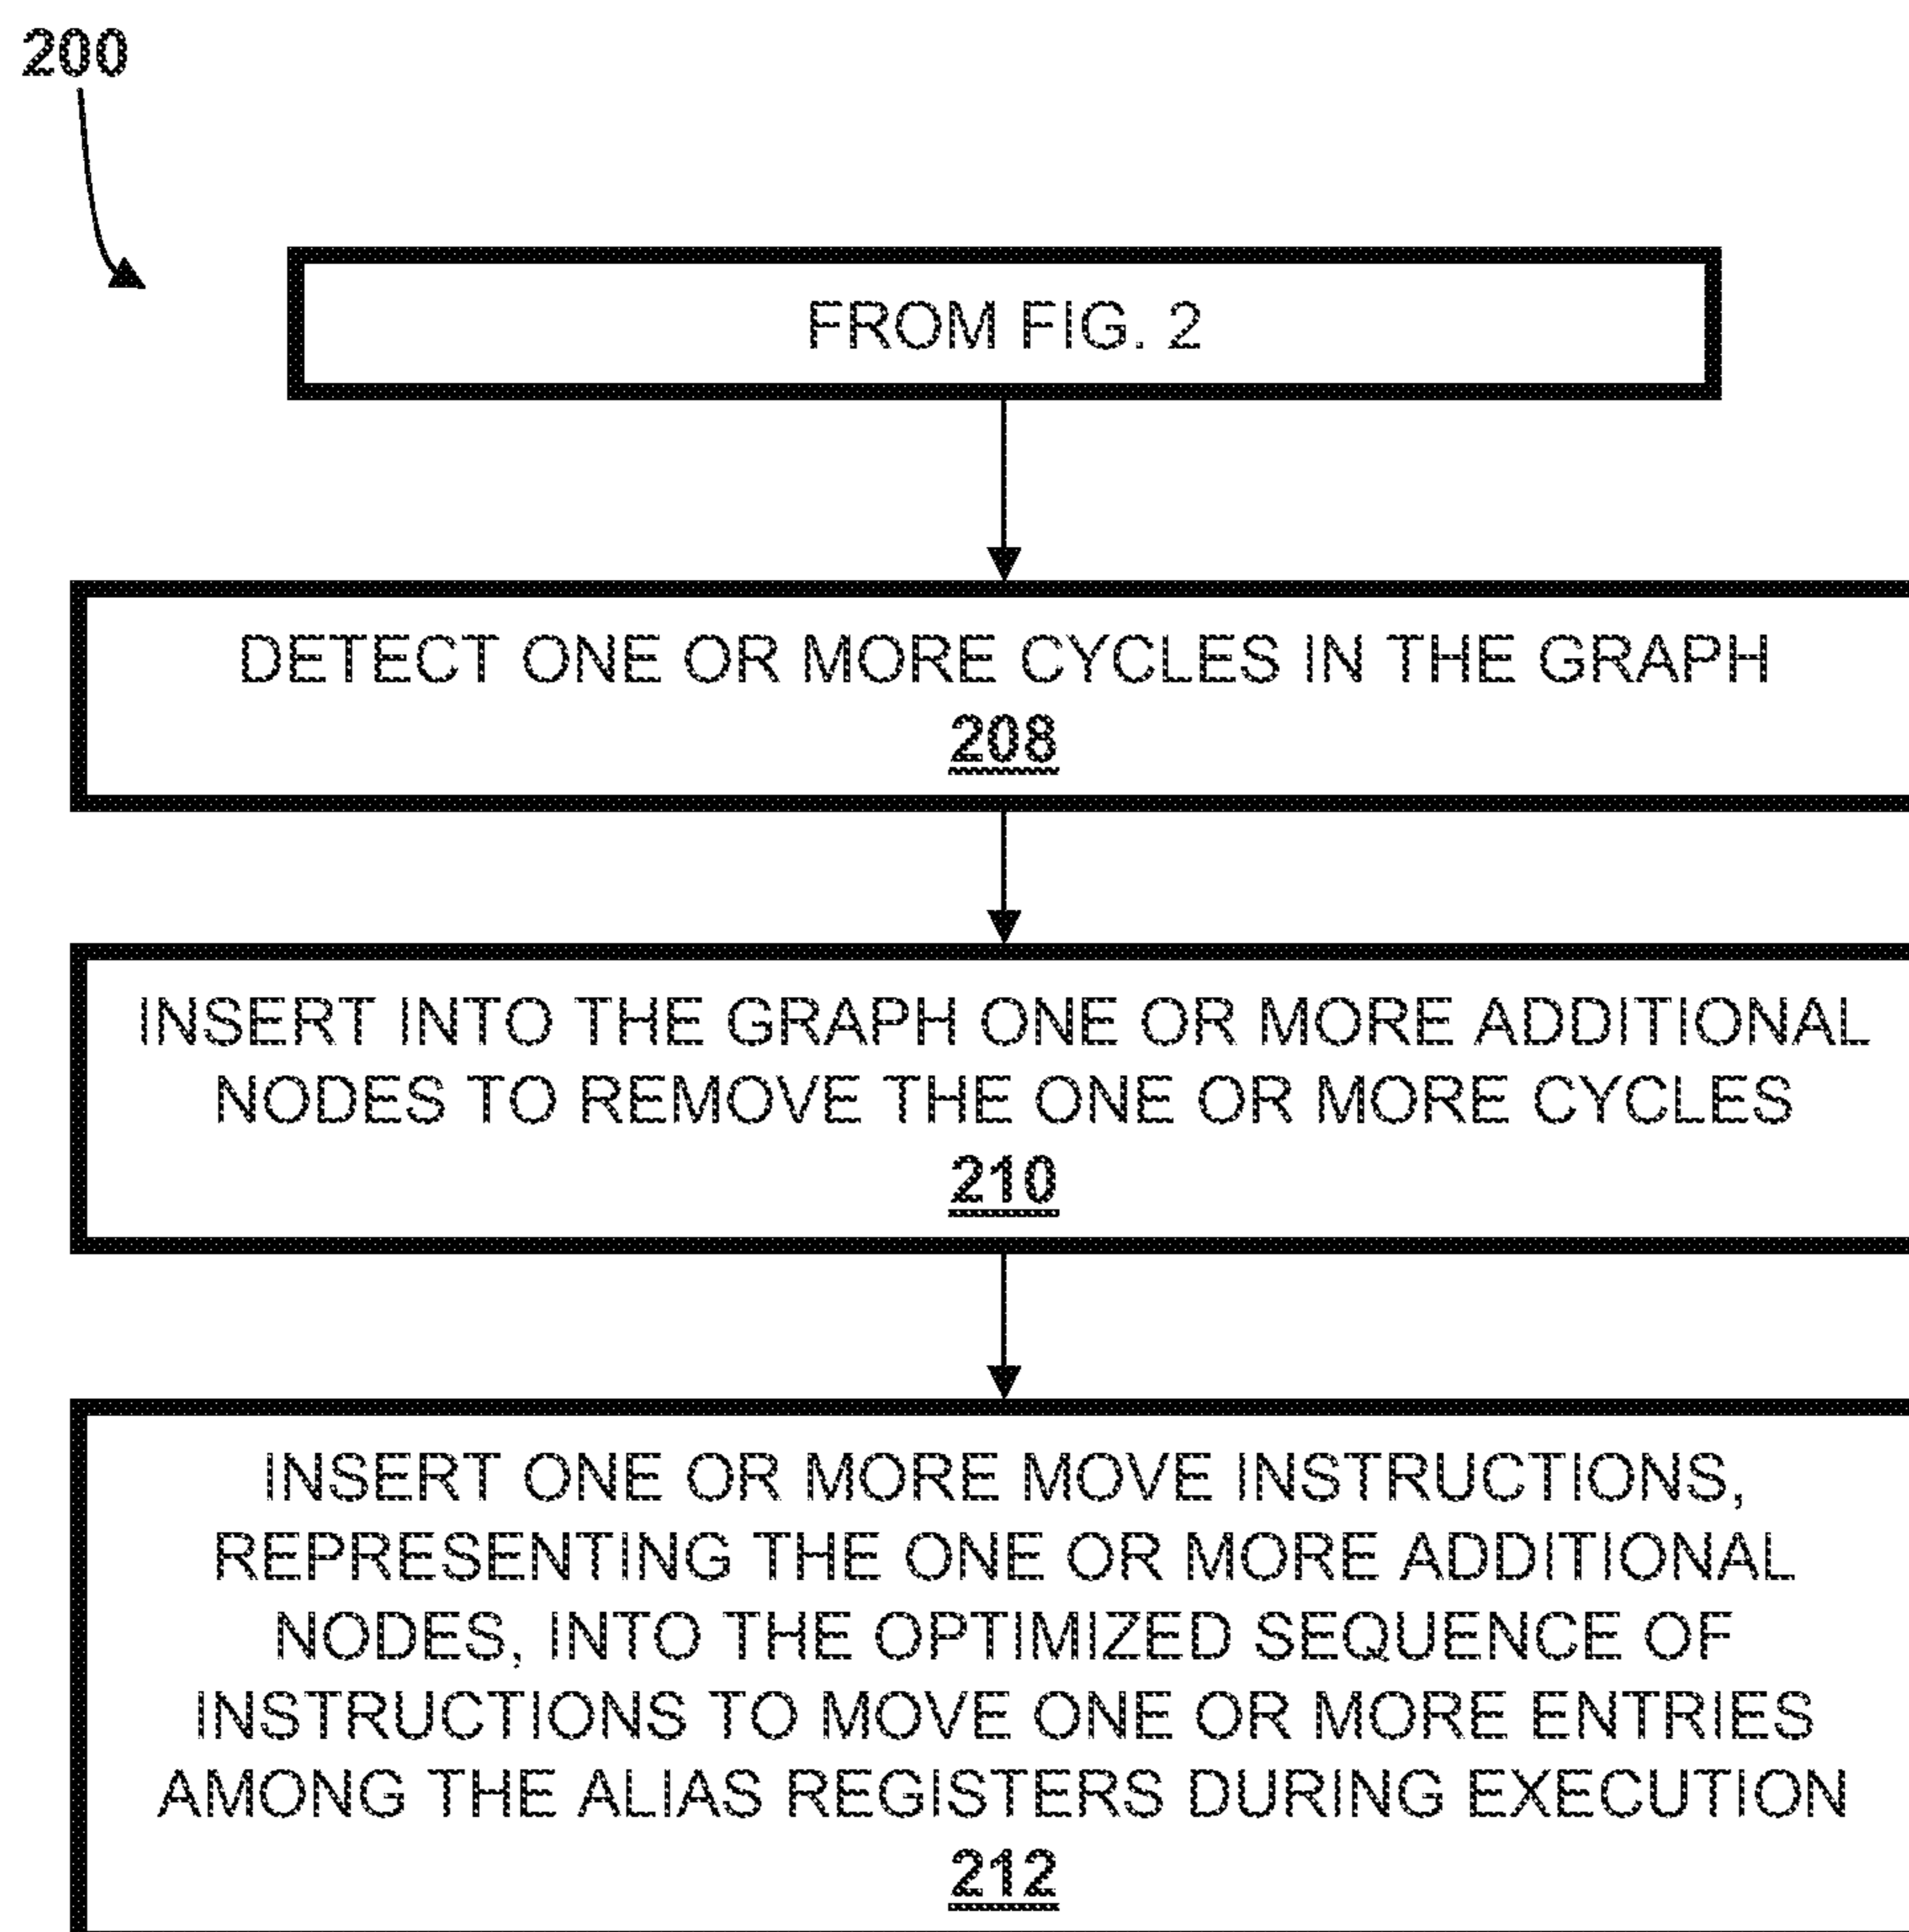 200
FROM FIG. 2
DETECT ONE OR MORE CYCLES IN THE GRAPH
208
INSERT INTO THE GRAPH ONE OR MORE ADDITIONAL
NODES TO REMOVE THE ONE OR MORE CYCLES
210
INSERT ONE OR MORE MOVE INSTRUCTIONS,
REPRESENTING THE ONE OR MORE ADDITIONAL
NODES, INTO THE OPTIMIZED SEQUENCE OF
INSTRUCTIONS TO MOVE ONE OR MORE ENTRIES
AMONG THE ALIAS REGISTERS DURING EXECUTION
212